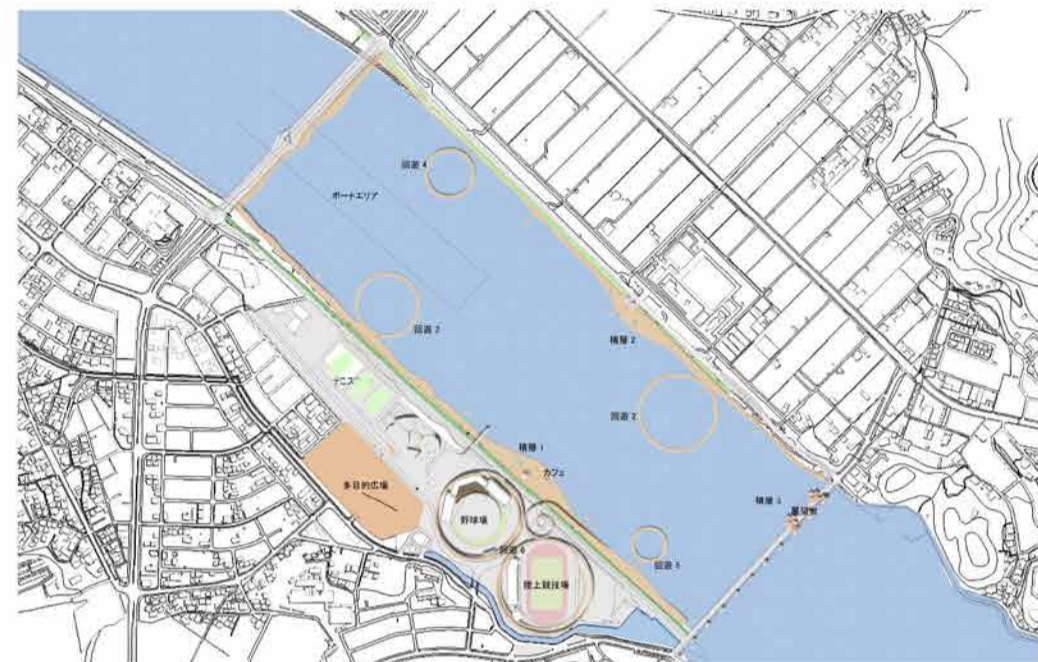 回遊 4
ボートエリア
回遊 3
積層 2
テニス
回遊 2
積層 1
カフェ
多目的広場
積層 3
展望館
野球場
回遊 6
回遊 5
陸上競技場